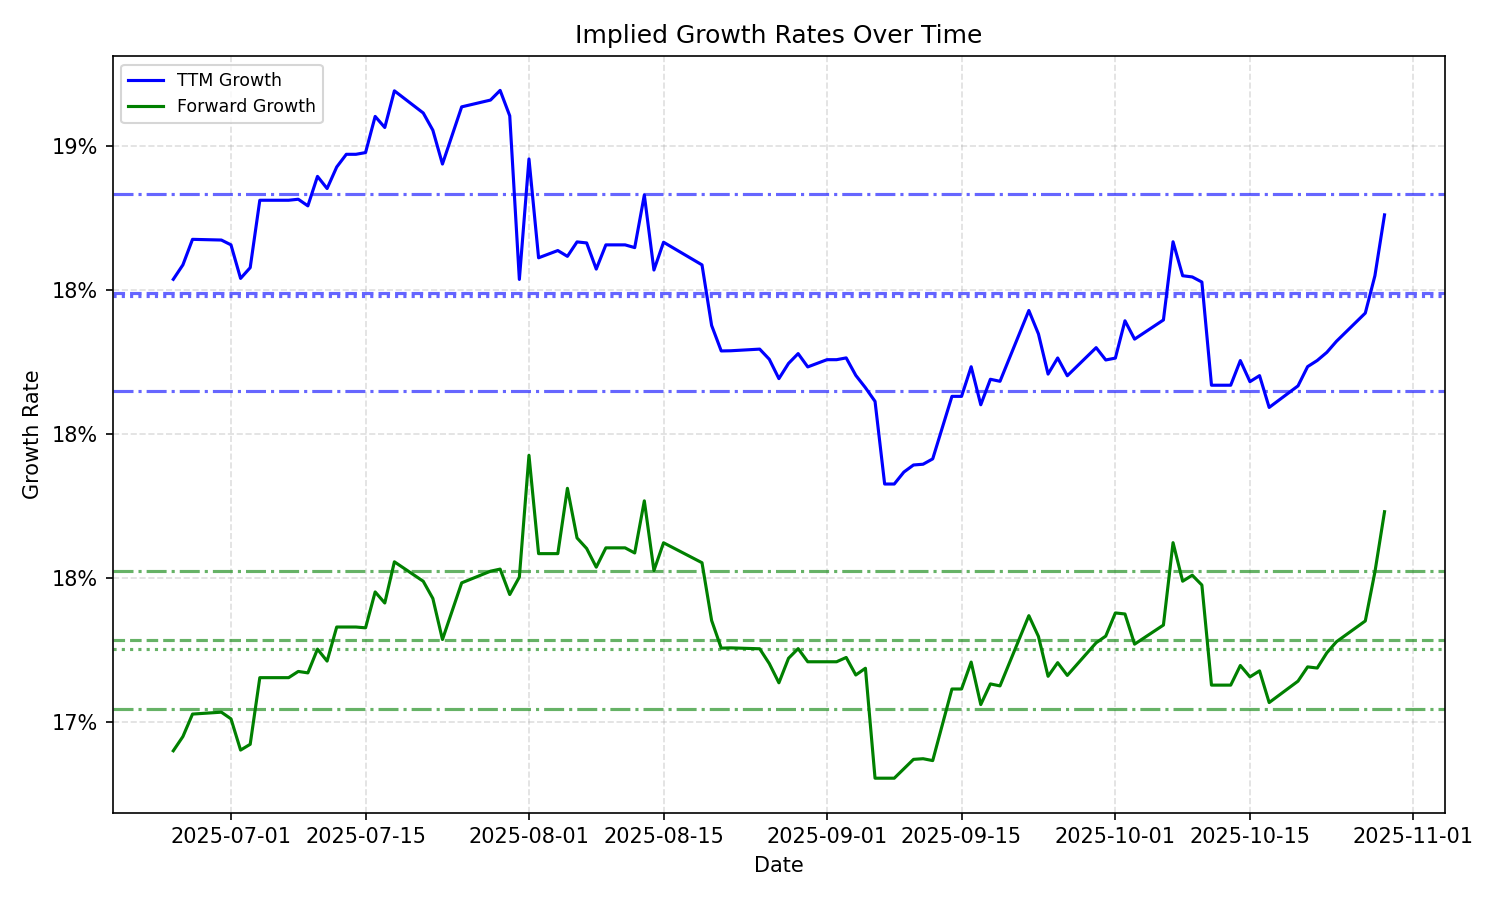 Implied Growth Rates Over Time
TTM Growth
Forward Growth
19%
18%
18%
18%
17%
Growth Rate
2025-07-01 2025-07-15 2025-08-01 2025-08-15 2025-09-01 2025-09-15 2025-10-01 2025-10-15 2025-11-01
Date